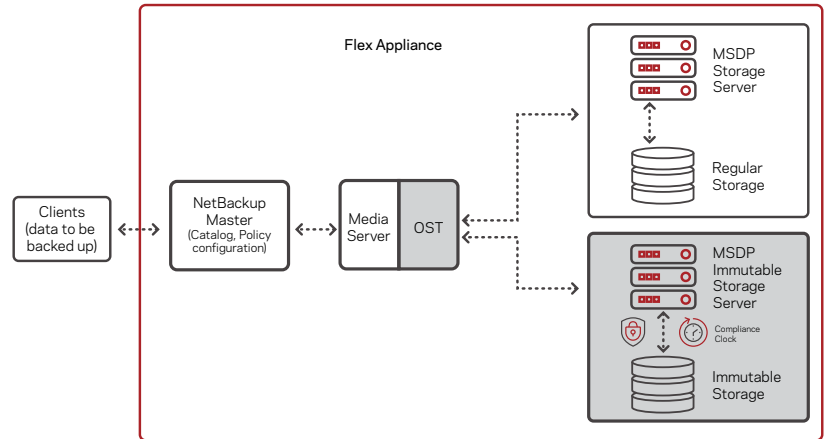 Flex Appliance
Clients
(data to be
backed up)
NetBackup
Master
(Catalog, Policy
configuration)
Media
Server
OST
MSDP
Storage
Server
Regular
Storage
MSDP
Immutable
Storage
Server
Compliance
Clock
Immutable
Storage